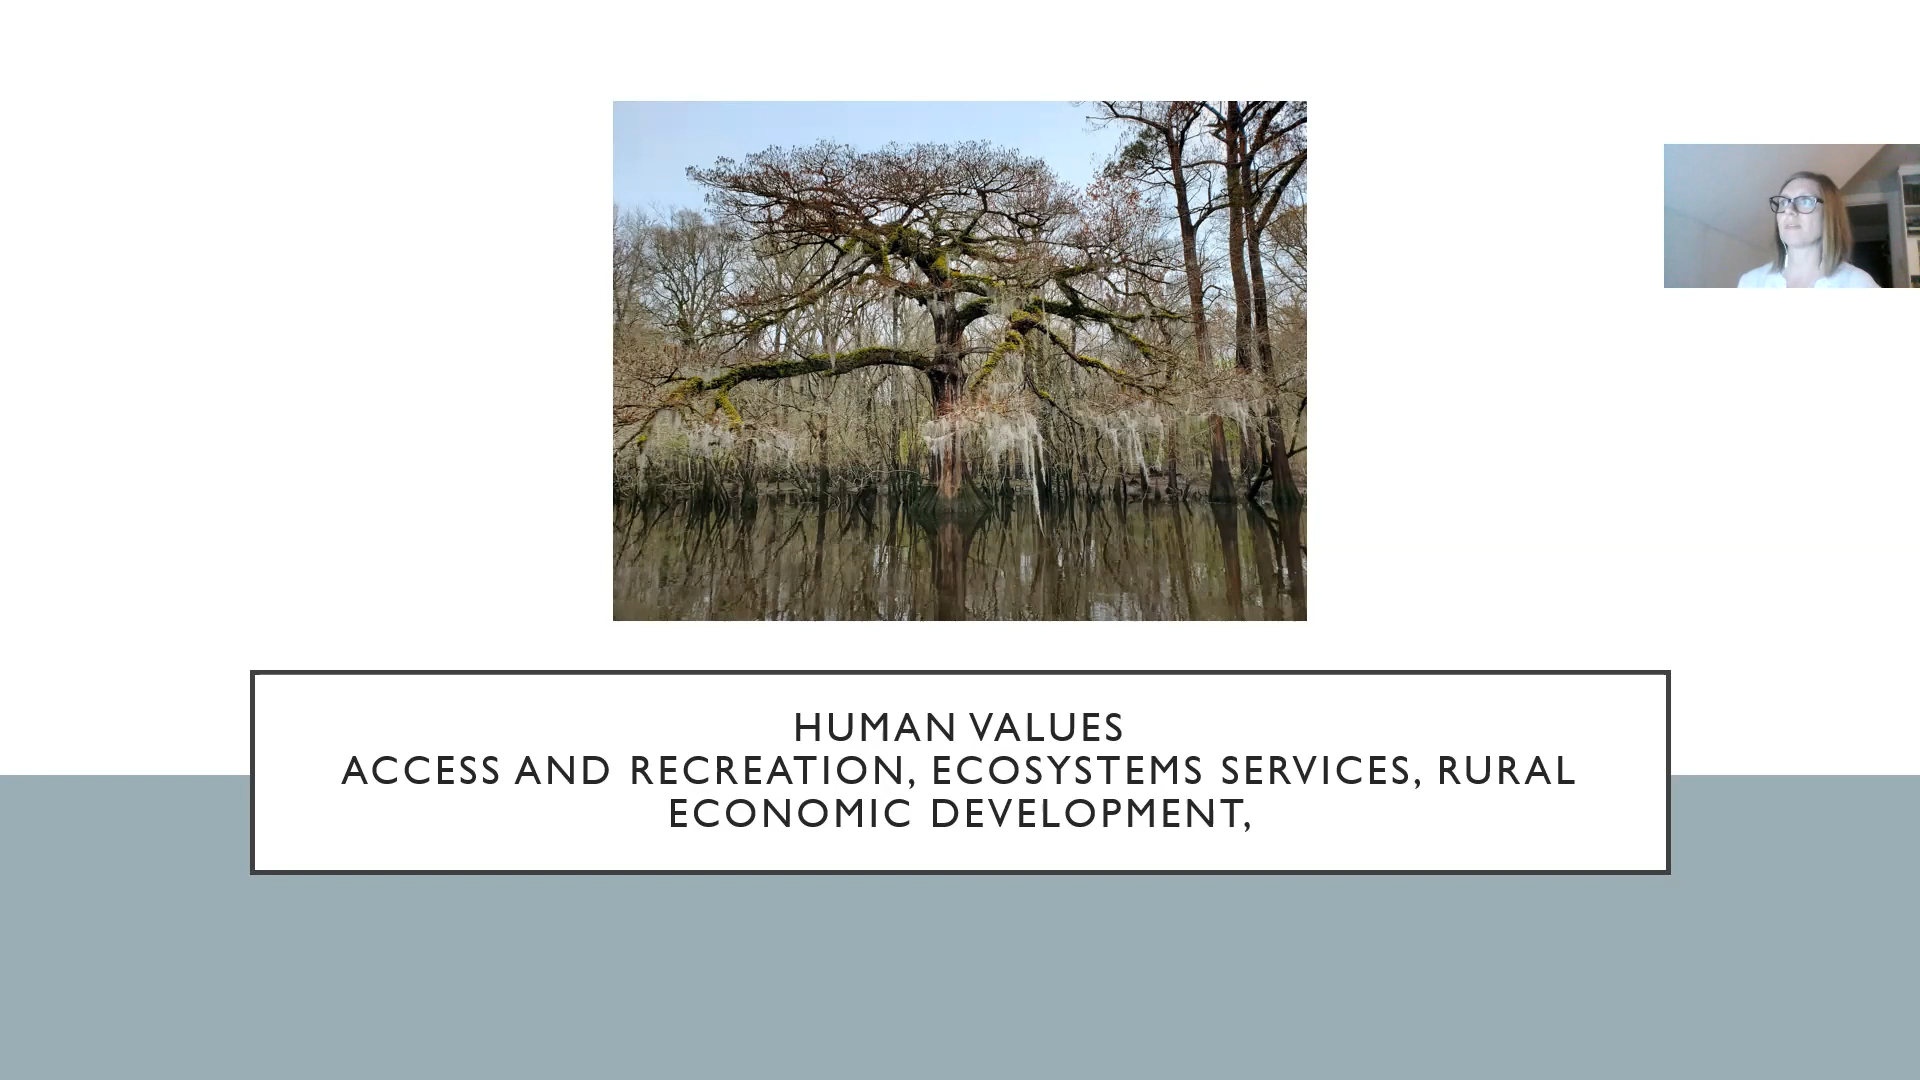 HUMAN VALUES
ACCESS AND RECREATION, ECOSYSTEMS SERVICES, RURAL
ECONOMIC DEVELOPMENT,